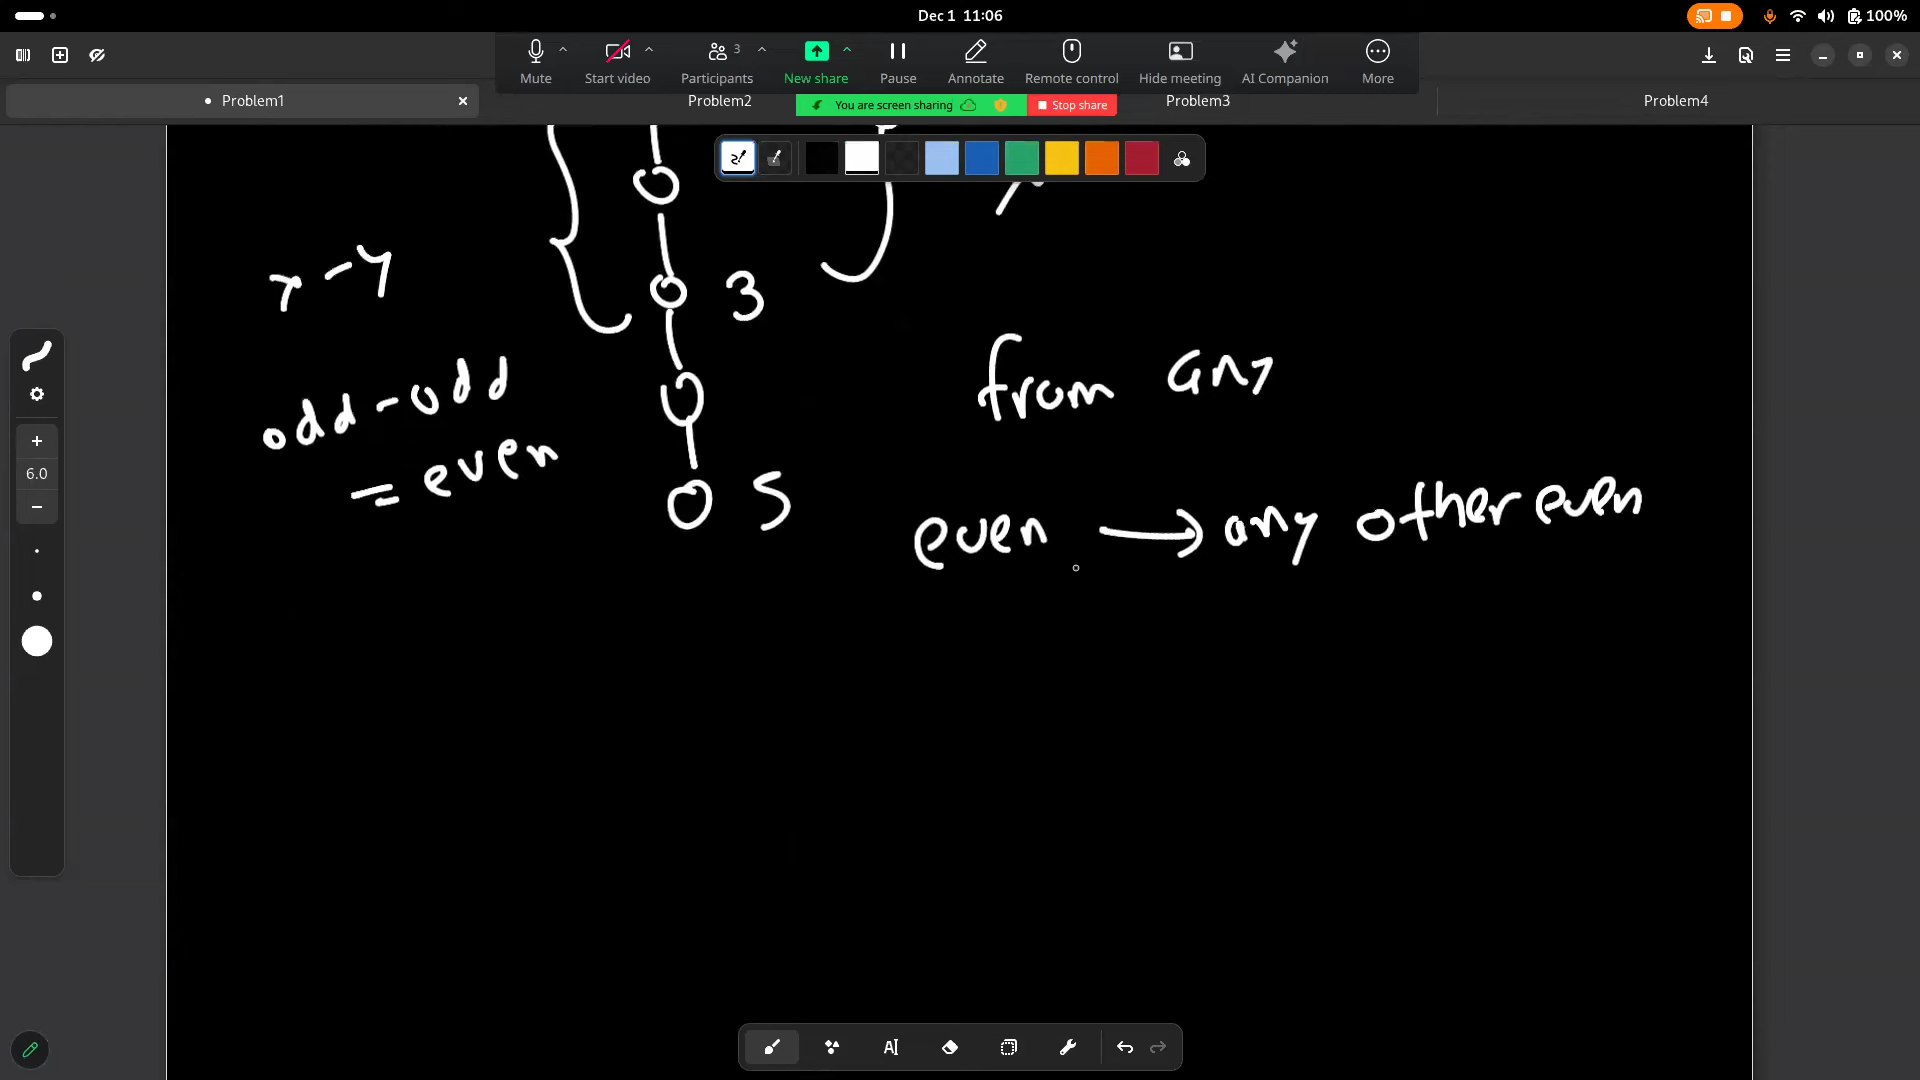 Dec 1 11:06
100%
Mute
Start video
3
Participants
New share
Pause
Annotate
Remote control
Hide meeting
AI Companion
More
Problem1
Problem2
You are screen sharing
Stop share
Problem3
Problem4
x-y
3
odd-odd
= even
5
from any
even → any other even
+
6.0
-